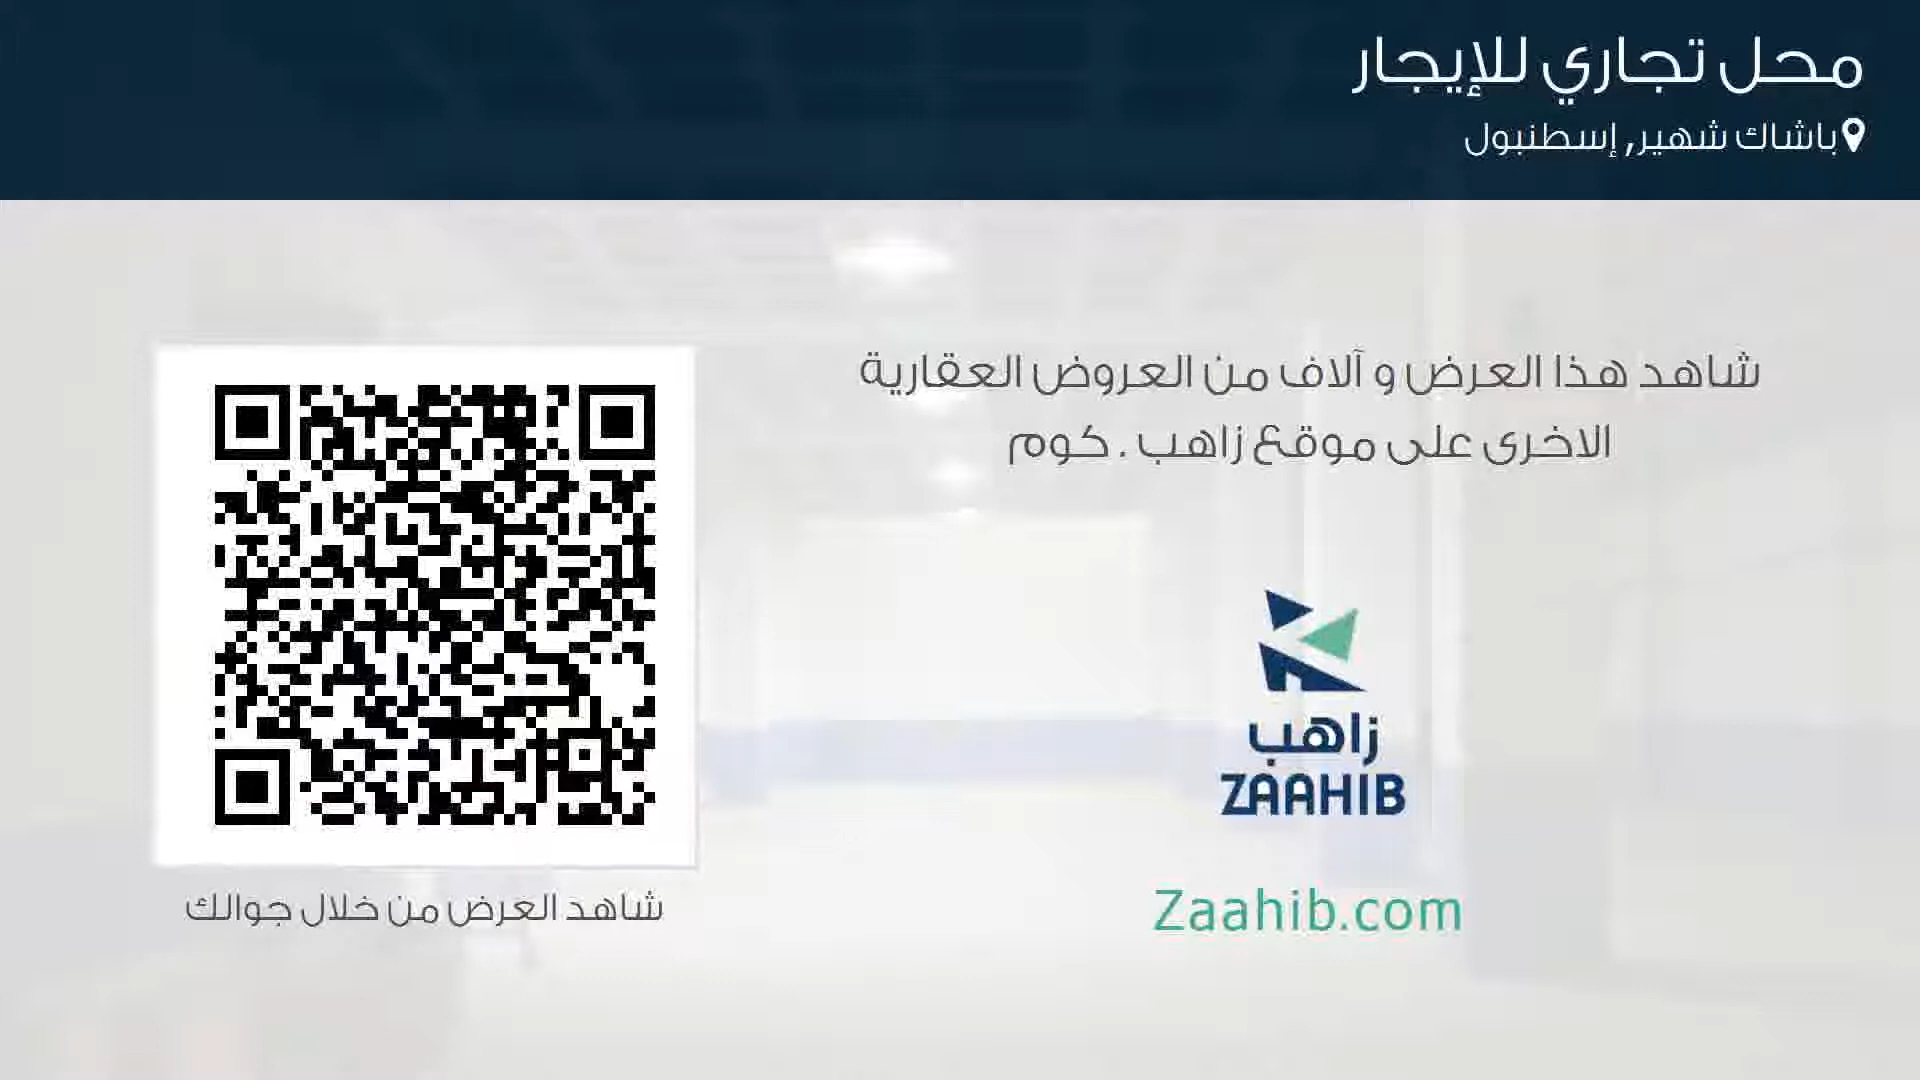 محل تجاري للإيجار
باشاك شهير, إسطنبول
شاهد هذا العرض و آلاف من العروض العقارية
الاخرى على موقع زاهب . كوم
زاهب
ZAAHIB
Zaahib.com
شاهد العرض من خلال جوالك